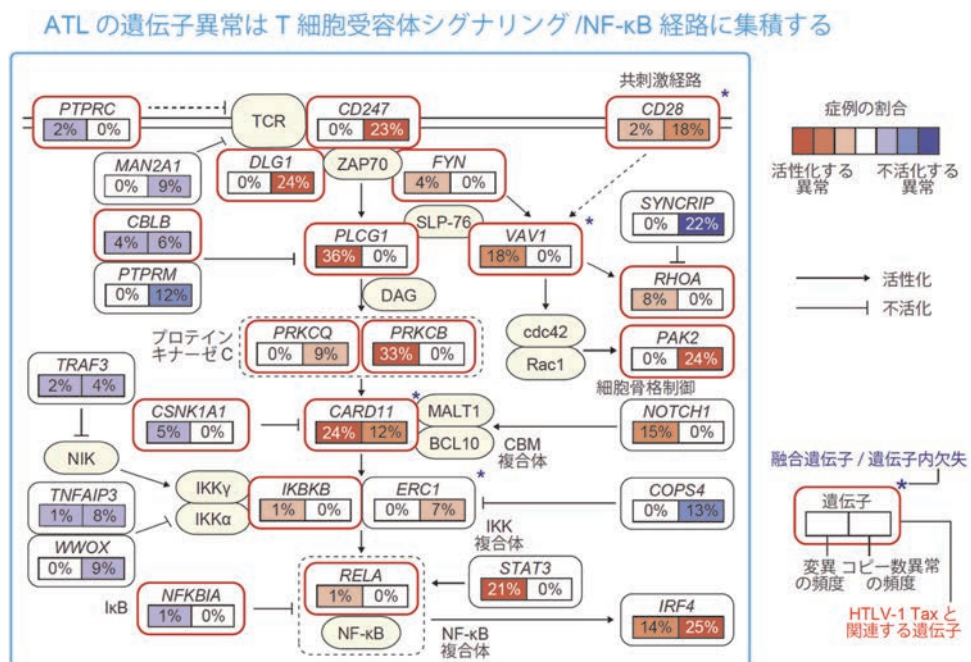 ATL の遺伝子異常は T 細胞受容体シグナリング /NF-κB 経路に集積する
共刺激経路
*
PTPRC
2% 0%
TCR
CD247
0% 23%
CD28
2% 18%
MAN2A1
0% 9%
DLG1
0% 24%
ZAP70
FYN
4% 0%
SYNCRIP
0% 22%
CBLB
4% 6%
PLCG1
36% 0%
SLP-76
*
VAV1
18% 0%
PTPRM
0% 12%
RHOA
8% 0%
DAG
プロテイン
キナーゼ C
PRKCQ
0% 9%
PRKCB
33% 0%
cdc42
Rac1
PAK2
0% 24%
細胞骨格制御
TRAF3
2% 4%
CSNK1A1
5% 0%
*
CARD11
24% 12%
MALT1
BCL10
CBM
複合体
NOTCH1
15% 0%
NIK
TNFAIP3
1% 8%
IKKγ
IKKα
IKBKB
1% 0%
*
ERC1
0% 7%
COPS4
0% 13%
IKK
複合体
WWOX
0% 9%
IκB
NFKBIA
1% 0%
RELA
1% 0%
STAT3
21% 0%
NF-κB
NF-κB
複合体
IRF4
14% 25%
症例の割合
活性化する
異常
不活化する
異常
活性化
不活化
融合遺伝子 / 遺伝子内欠失
*
遺伝子
変異
の頻度
コピー数異常
の頻度
HTLV-1 Tax と
関連する遺伝子